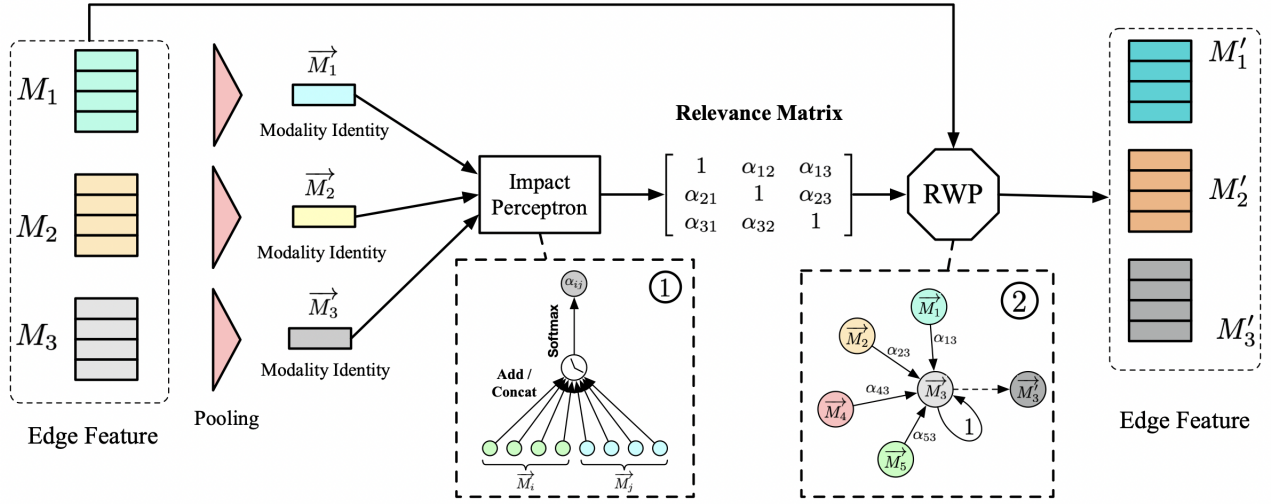 M₁
M₂
M₃
Edge Feature
Pooling
M₁′
Modality Identity
M₂′
Modality Identity
M₃′
Modality Identity
Impact
Perceptron
Relevance Matrix
1 α₁₂ α₁₃
α₂₁ 1 α₂₃
α₃₁ α₃₂ 1
RWP
M₁′
M₂′
M₃′
Edge Feature
1
αᵢⱼ
Softmax
Add /
Concat
Mᵢ′ Mⱼ′
2
M₁
M₂
α₁₃
α₂₃
M₃
M₃′
α₄₃
M₄
1
α₅₃
M₅